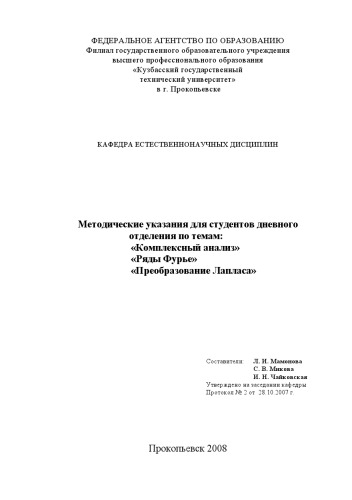 ФЕДЕРАЛЬНОЕ АГЕНТСТВО ПО ОБРАЗОВАНИЮ
Филиал государственного образовательного учреждения
высшего профессионального образования
«Кузбасский государственный
технический университет»
в г. Прокопьевске
КАФЕДРА ЕСТЕСТВЕННОНАУЧНЫХ ДИСЦИПЛИН
Методические указания для студентов дневного
отделения по темам:
«Комплексный анализ»
«Ряды Фурье»
«Преобразование Лапласа»
Составители: Л. И. Мамонова
С. В. Микова
И. Н. Чайковская
Утверждено на заседании кафедры
Протокол № 2 от 28.10.2007 г.
Прокопьевск 2008